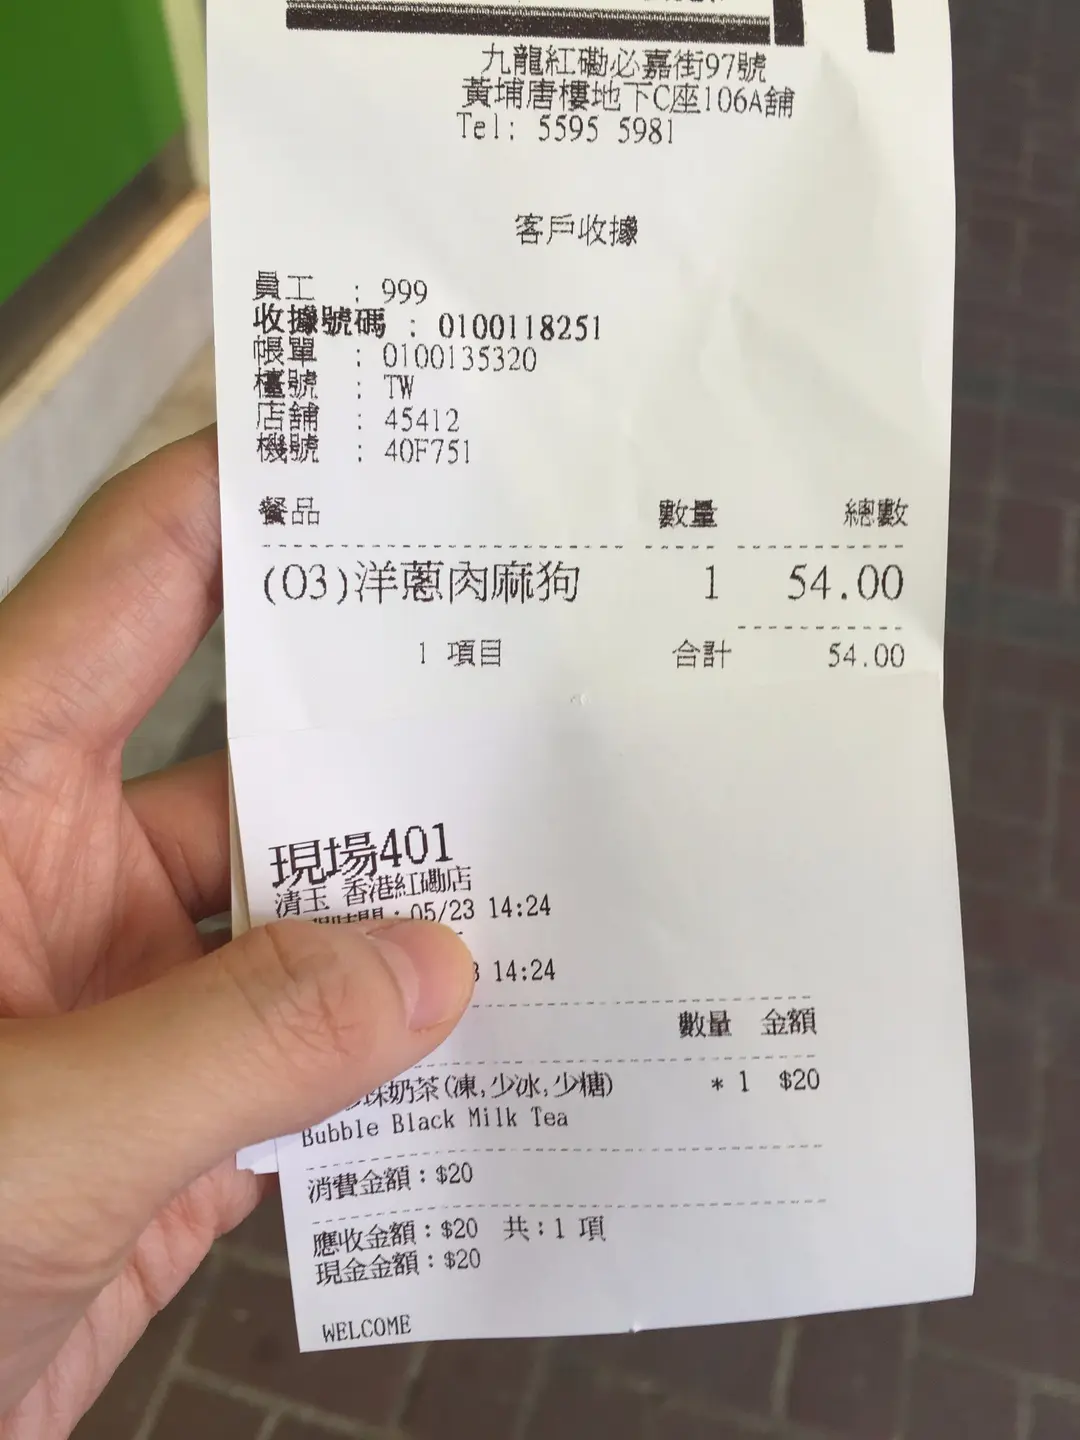 九龍紅磡必嘉街97號
黃埔唐樓地下C座106A舖
Tel: 5595 5981
客戶收據
員工 : 999
收據號碼 : 0100118251
帳單 : 0100135320
檯號 : TW
店舖 : 45412
機號 : 40F751
餐品 數量 總數
(03)洋蔥肉麻狗 1 54.00
1 項目 合計 54.00
現場401
清玉 香港紅磡店
時間：05/23 14:24
14:24
數量 金額
珠奶茶(凍,少冰,少糖) * 1 $20
Bubble Black Milk Tea
消費金額：$20
應收金額：$20 共：1 項
現金金額：$20
WELCOME